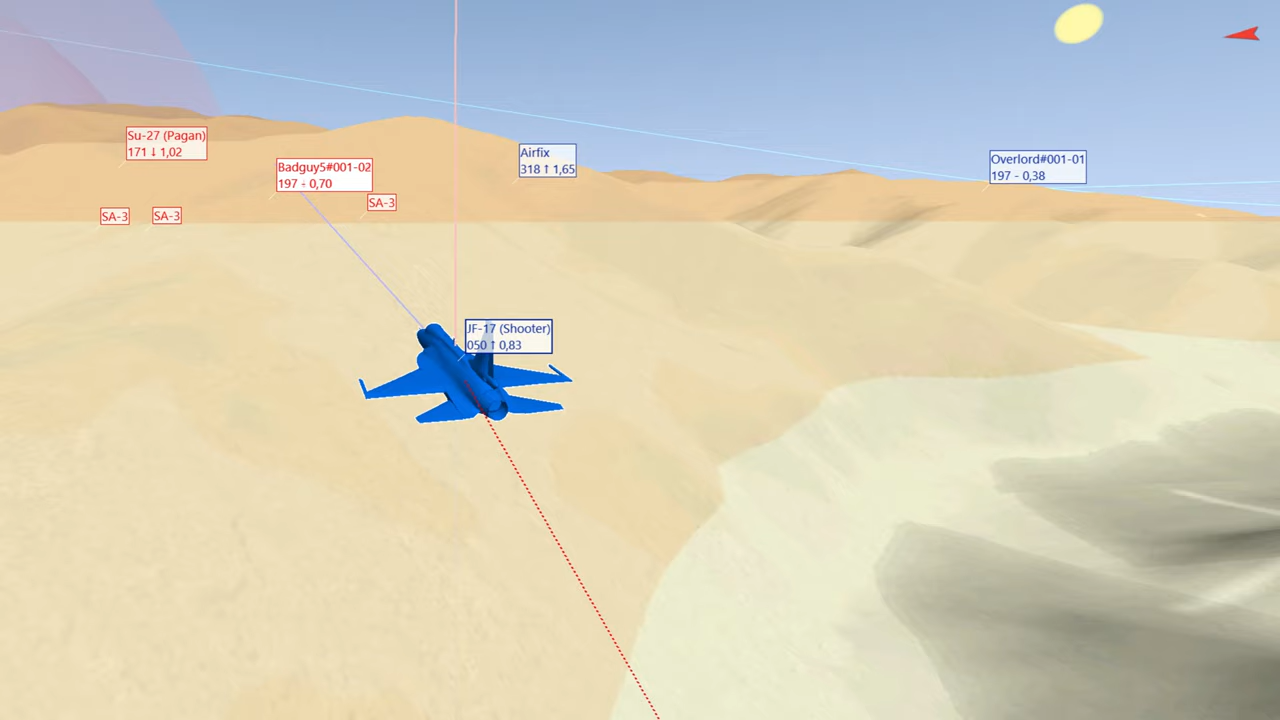 Su-27 (Pagan)
171 ↓ 1,02
Badguy5#001-02
197 ÷ 0,70
Airfix
318 ↑ 1,65
Overlord#001-01
197 - 0,38
SA-3
SA-3
SA-3
JF-17 (Shooter)
050 ↑ 0,83